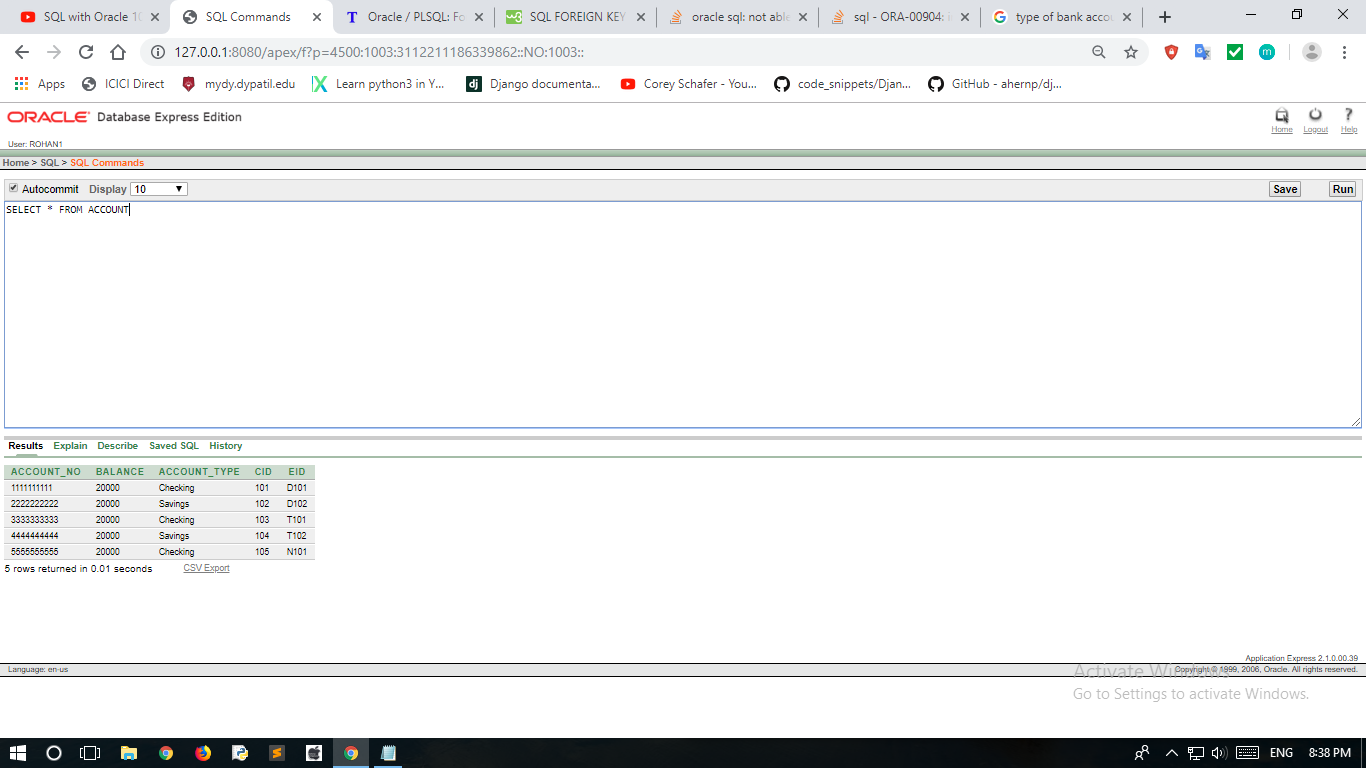 SQL with Oracle 10
SQL Commands
Oracle / PLSQL: Fo
SQL FOREIGN KEY
oracle sql: not able
sql - ORA-00904: i
type of bank accou
127.0.0.1:8080/apex/f?p=4500:1003:3112211186339862::NO:1003::
Apps
ICICI Direct
mydy.dypatil.edu
Learn python3 in Y...
Django documenta...
Corey Schafer - You...
code_snippets/Djan...
GitHub - ahernp/dj...
ORACLE Database Express Edition
Home Logout Help
User: ROHAN1
Home > SQL > SQL Commands
Autocommit Display 10 Save Run
SELECT * FROM ACCOUNT
Results Explain Describe Saved SQL History
ACCOUNT_NO BALANCE ACCOUNT_TYPE CID EID
1111111111 20000 Checking 101 D101
2222222222 20000 Savings 102 D102
3333333333 20000 Checking 103 T101
4444444444 20000 Savings 104 T102
5555555555 20000 Checking 105 N101
5 rows returned in 0.01 seconds CSV Export
Application Express 2.1.0.00.39
Language: en-us Copyright © 1999, 2006, Oracle. All rights reserved.
Activate Windows
Go to Settings to activate Windows.
ENG 8:38 PM